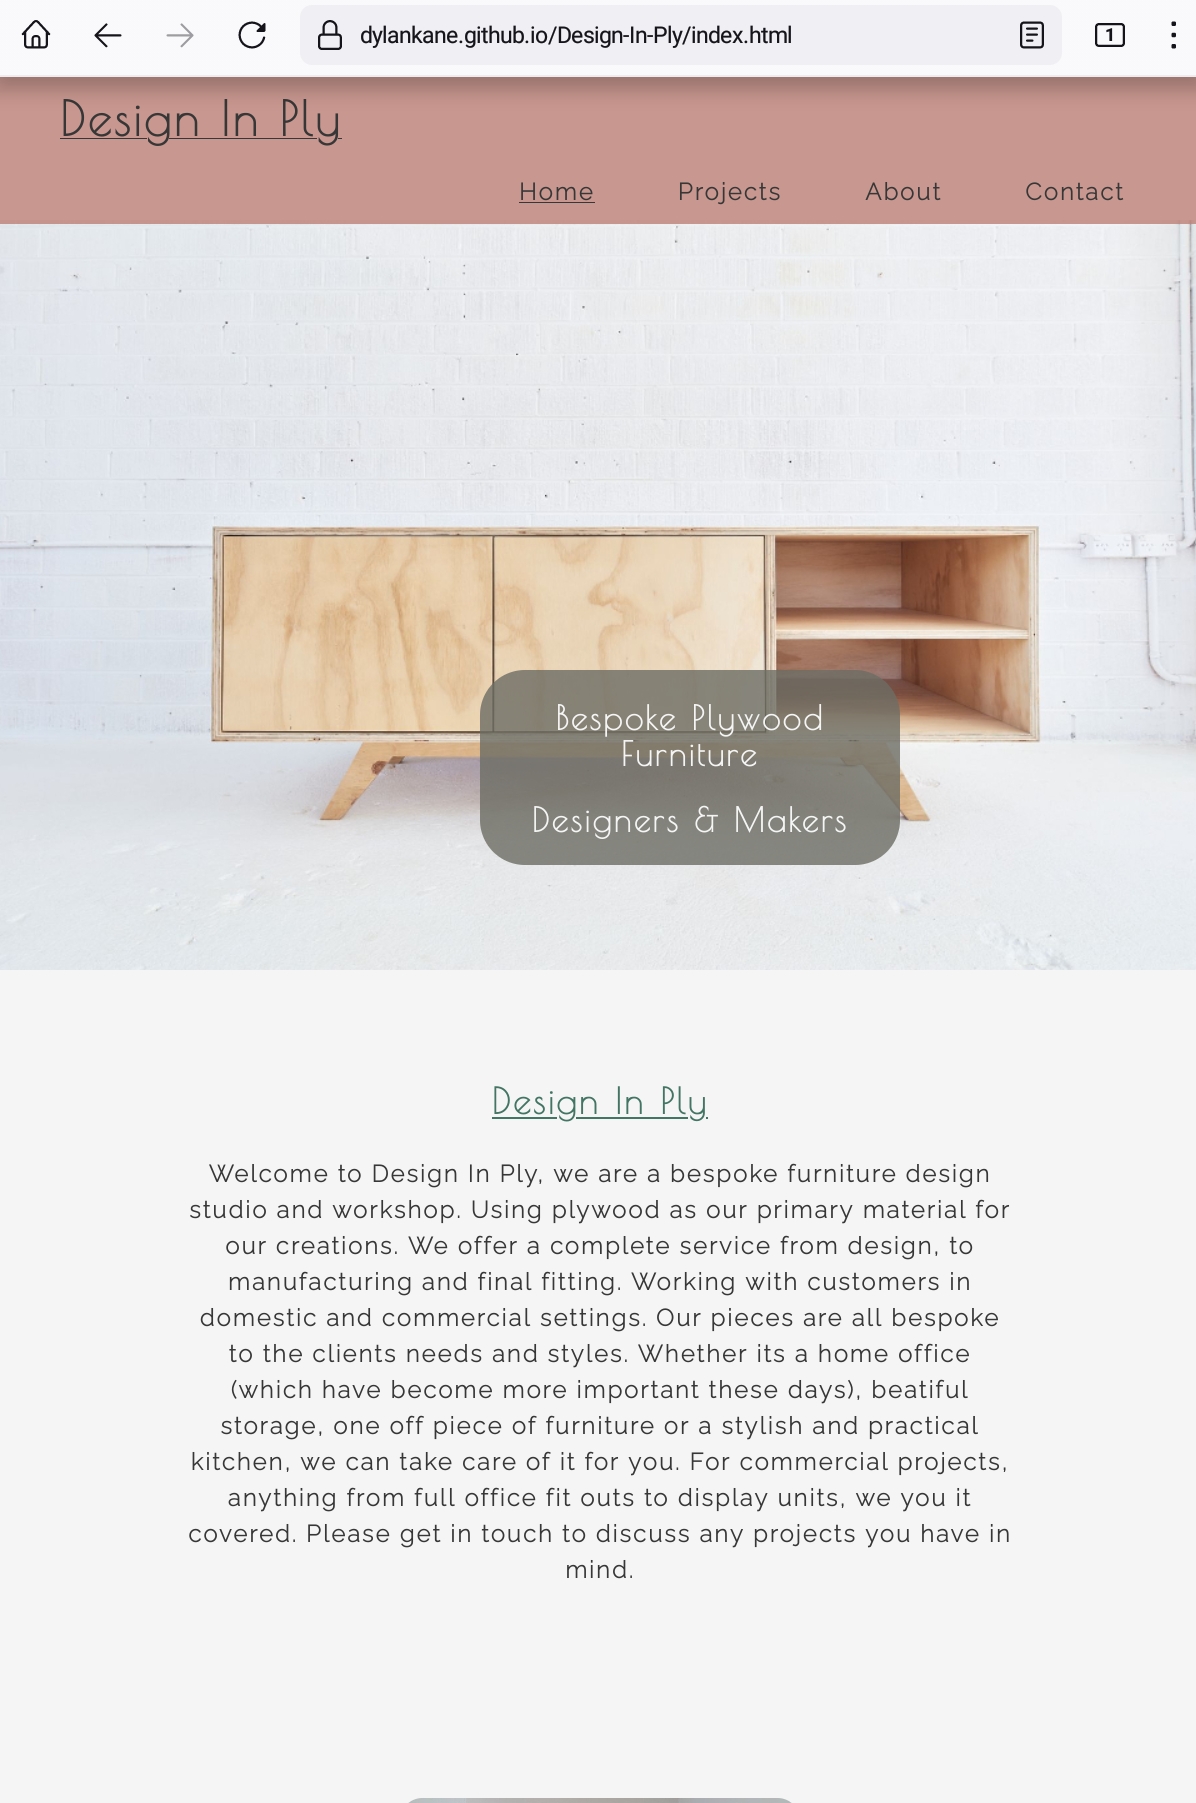 dylankane.github.io/Design-In-Ply/index.html
1
Design In Ply
Home Projects About Contact
Bespoke Plywood
Furniture
Designers & Makers
Design In Ply
Welcome to Design In Ply, we are a bespoke furniture design
studio and workshop. Using plywood as our primary material for
our creations. We offer a complete service from design, to
manufacturing and final fitting. Working with customers in
domestic and commercial settings. Our pieces are all bespoke
to the clients needs and styles. Whether its a home office
(which have become more important these days), beatiful
storage, one off piece of furniture or a stylish and practical
kitchen, we can take care of it for you. For commercial projects,
anything from full office fit outs to display units, we you it
covered. Please get in touch to discuss any projects you have in
mind.